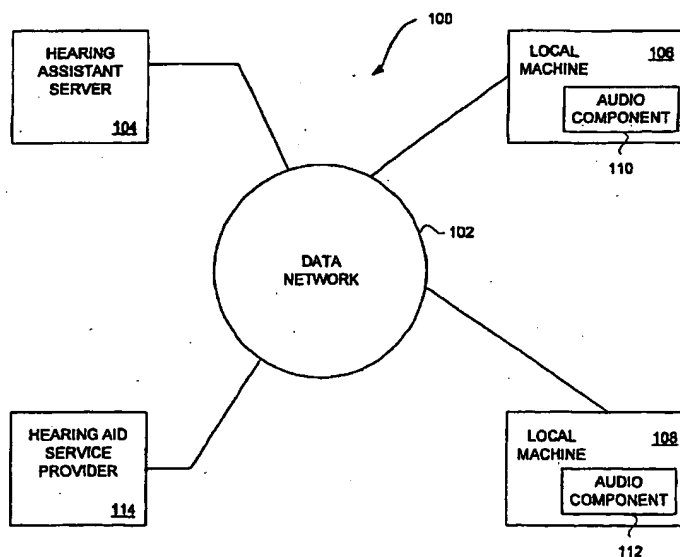 100
HEARING
ASSISTANT
SERVER
104
LOCAL
MACHINE
106
AUDIO
COMPONENT
110
102
DATA
NETWORK
HEARING AID
SERVICE
PROVIDER
114
LOCAL
MACHINE
108
AUDIO
COMPONENT
112